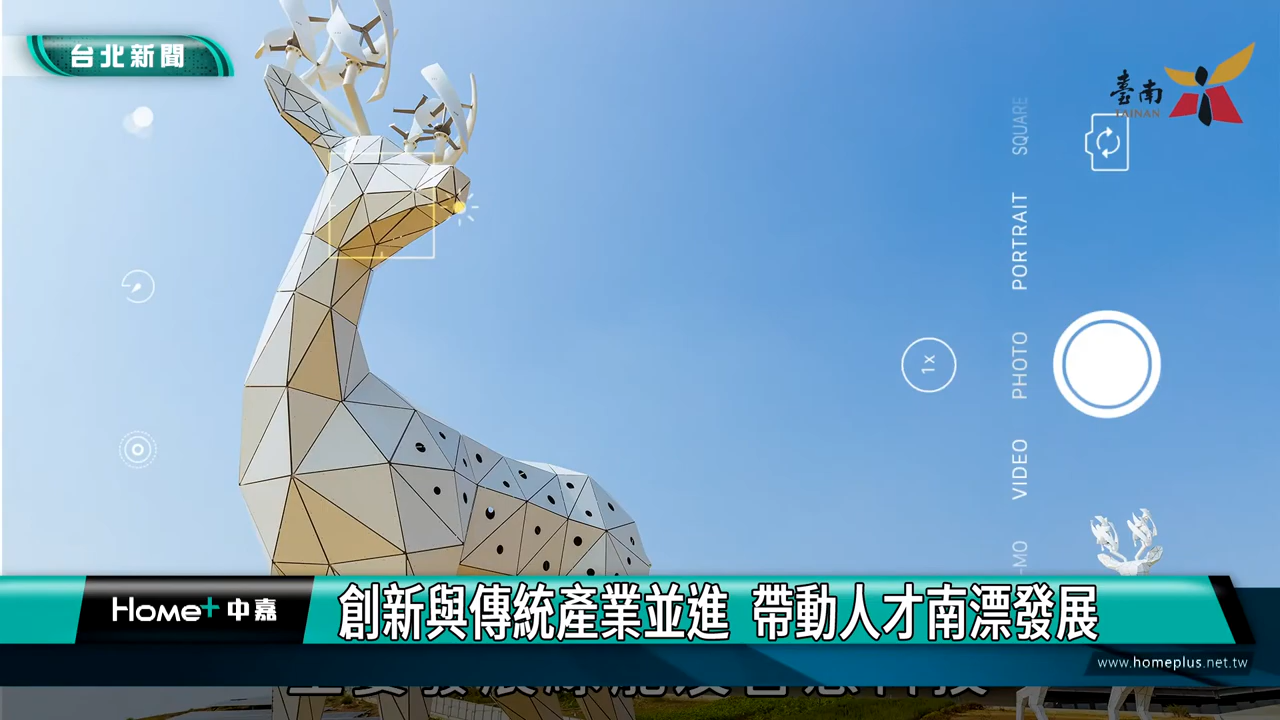 台北新聞
臺南
TAINAN
SQUARE
PORTRAIT
1x
PHOTO
VIDEO
Home+中嘉
創新與傳統產業並進 帶動人才南漂發展
www.homeplus.net.tw